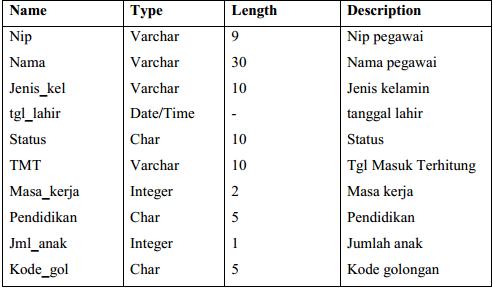 Name Type Length Description
Nip Varchar 9 Nip pegawai
Nama Varchar 30 Nama pegawai
Jenis_kel Varchar 10 Jenis kelamin
tgl_lahir Date/Time - tanggal lahir
Status Char 10 Status
TMT Varchar 10 Tgl Masuk Terhitung
Masa_kerja Integer 2 Masa kerja
Pendidikan Char 5 Pendidikan
Jml_anak Integer 1 Jumlah anak
Kode_gol Char 5 Kode golongan